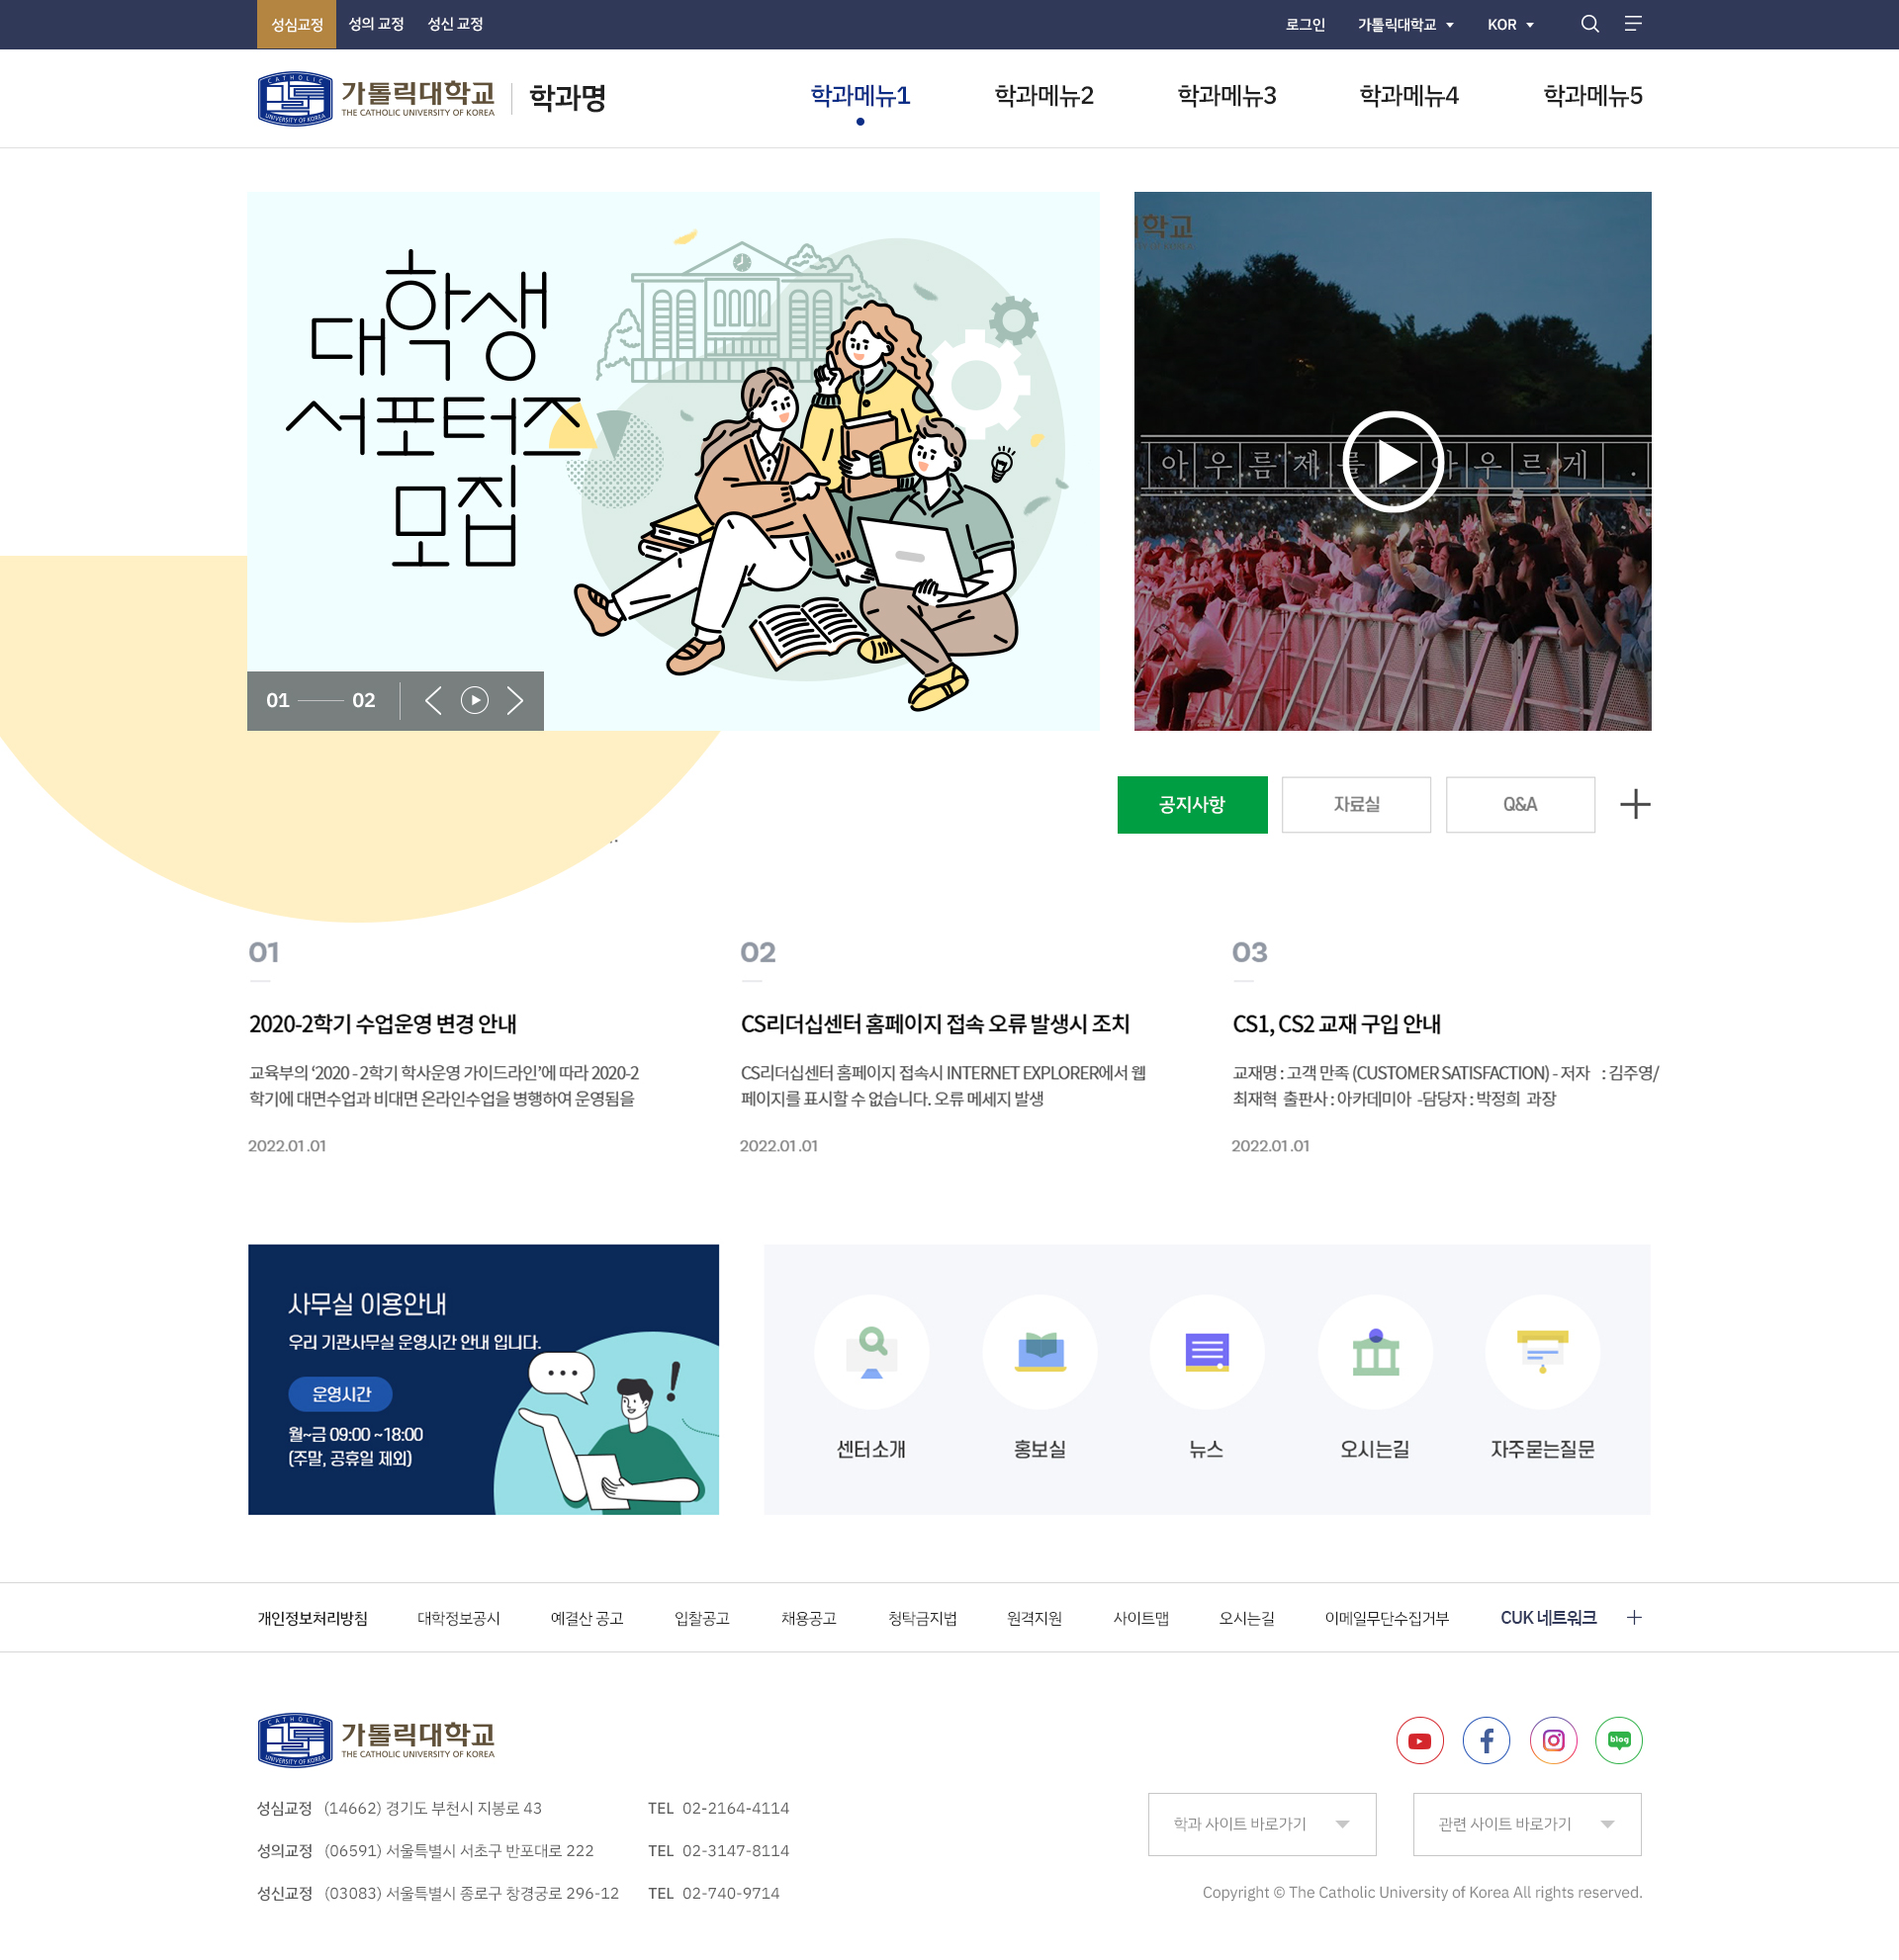 성심교정 성의 교정 성신 교정 로그인 가톨릭대학교 KOR
CATHOLIC
UNIVERSITY OF KOREA
가톨릭대학교
THE CATHOLIC UNIVERSITY OF KOREA
학과명
학과메뉴1 학과메뉴2 학과메뉴3 학과메뉴4 학과메뉴5
대학생
서포터즈
모집
01 02
학교
아우름제를 아우르게.
공지사항 자료실 Q&A
01
2020-2학기 수업운영 변경 안내
교육부의 ‘2020 - 2학기 학사운영 가이드라인’에 따라 2020-2
학기에 대면수업과 비대면 온라인수업을 병행하여 운영됨을
2022.01.01
02
CS리더십센터 홈페이지 접속 오류 발생시 조치
CS리더십센터 홈페이지 접속시 INTERNET EXPLORER에서 웹
페이지를 표시할 수 없습니다. 오류 메세지 발생
2022.01.01
03
CS1, CS2 교재 구입 안내
교재명 : 고객 만족 (CUSTOMER SATISFACTION) - 저자 : 김주영/
최재혁 출판사 : 아카데미아 -담당자 : 박정희 과장
2022.01.01
사무실 이용안내
우리 기관사무실 운영시간 안내 입니다.
운영시간
월~금 09:00 ~18:00
(주말, 공휴일 제외)
센터소개 홍보실 뉴스 오시는길 자주묻는질문
개인정보처리방침 대학정보공시 예결산 공고 입찰공고 채용공고 청탁금지법 원격지원 사이트맵 오시는길 이메일무단수집거부 CUK 네트워크
CATHOLIC
UNIVERSITY OF KOREA
가톨릭대학교
THE CATHOLIC UNIVERSITY OF KOREA
blog
성심교정 (14662) 경기도 부천시 지봉로 43 TEL 02-2164-4114
성의교정 (06591) 서울특별시 서초구 반포대로 222 TEL 02-3147-8114
성신교정 (03083) 서울특별시 종로구 창경궁로 296-12 TEL 02-740-9714
학과 사이트 바로가기 관련 사이트 바로가기
Copyright © The Catholic University of Korea All rights reserved.